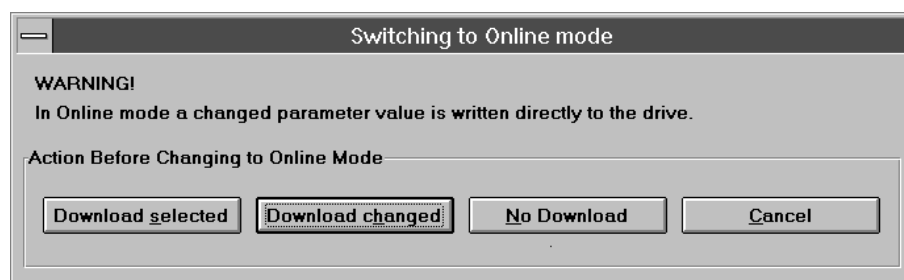 Switching to Online mode
WARNING!
In Online mode a changed parameter value is written directly to the drive.
Action Before Changing to Online Mode
Download selected Download changed No Download Cancel